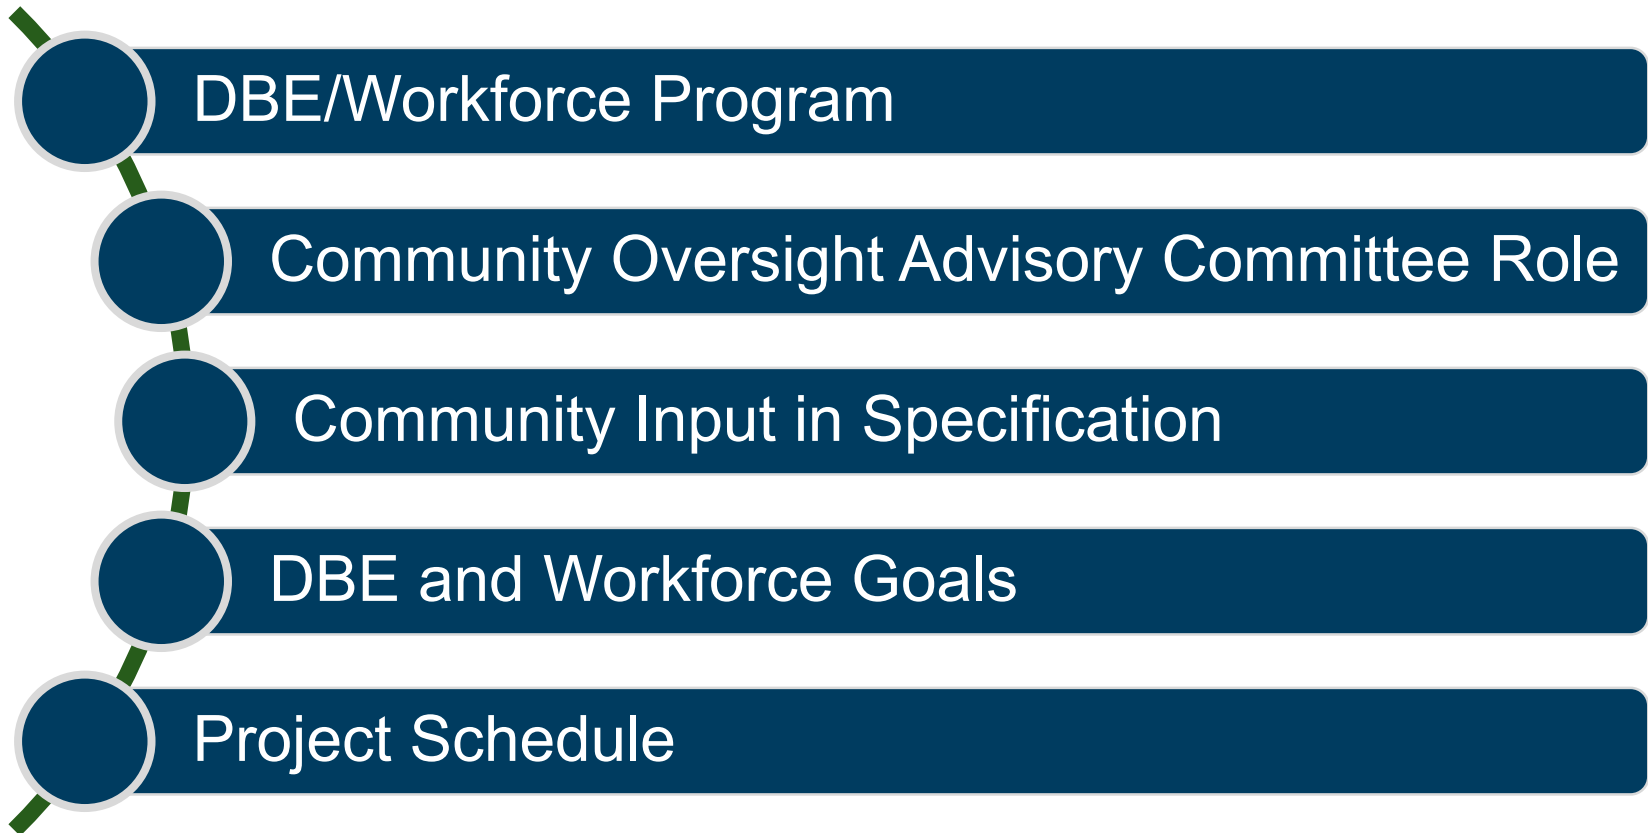 DBE/Workforce Program
Community Oversight Advisory Committee Role
Community Input in Specification
DBE and Workforce Goals
Project Schedule